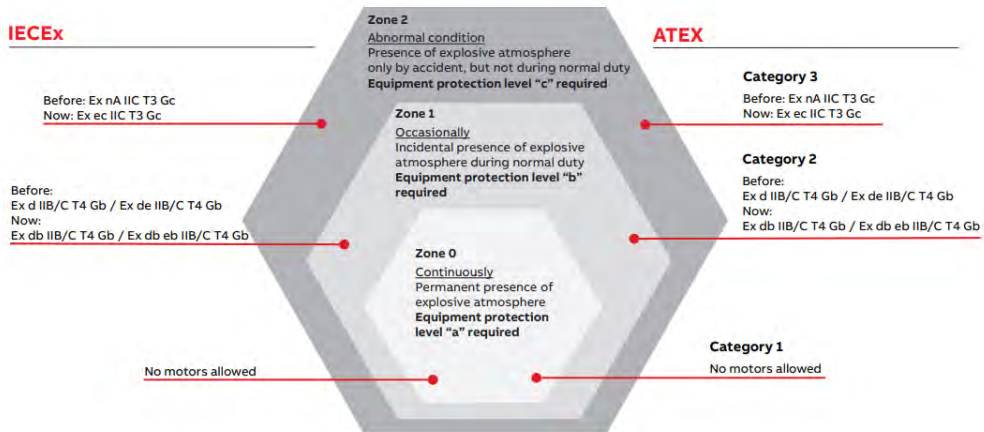 IECEx
Before: Ex nA IIC T3 Gc
Now: Ex ec IIC T3 Gc
Before:
Ex d IIB/C T4 Gb / Ex de IIB/C T4 Gb
Now:
Ex db IIB/C T4 Gb / Ex db eb IIB/C T4 Gb
No motors allowed
Zone 2
Abnormal condition
Presence of explosive atmosphere
only by accident, but not during normal duty
Equipment protection level “c” required
Zone 1
Occasionally
Incidental presence of explosive
atmosphere during normal duty
Equipment protection level “b”
required
Zone 0
Continuously
Permanent presence of
explosive atmosphere
Equipment protection
level “a” required
ATEX
Category 3
Before: Ex nA IIC T3 Gc
Now: Ex ec IIC T3 Gc
Category 2
Before:
Ex d IIB/C T4 Gb / Ex de IIB/C T4 Gb
Now:
Ex db IIB/C T4 Gb / Ex db eb IIB/C T4 Gb
Category 1
No motors allowed